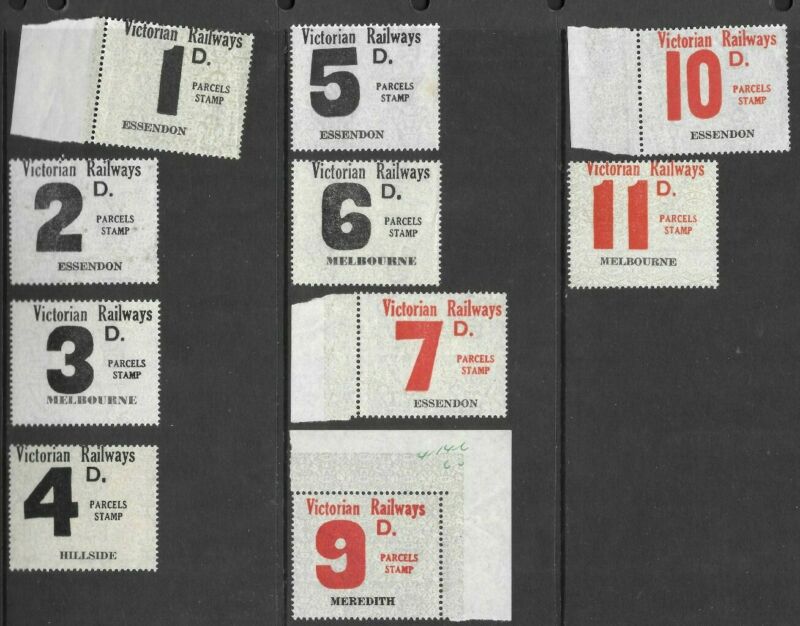 Victorian Railways
1 D.
PARCELS
STAMP
ESSENDON
Victorian Railways
2 D.
PARCELS
STAMP
ESSENDON
Victorian Railways
3 D.
PARCELS
STAMP
MELBOURNE
Victorian Railways
4 D.
PARCELS
STAMP
HILLSIDE
Victorian Railways
5 D.
PARCELS
STAMP
ESSENDON
Victorian Railways
6 D.
PARCELS
STAMP
MELBOURNE
Victorian Railways
7 D.
PARCELS
STAMP
ESSENDON
Victorian Railways
9 D.
PARCELS
STAMP
MEREDITH
Victorian Railways
10 D.
PARCELS
STAMP
ESSENDON
Victorian Railways
11 D.
PARCELS
STAMP
MELBOURNE